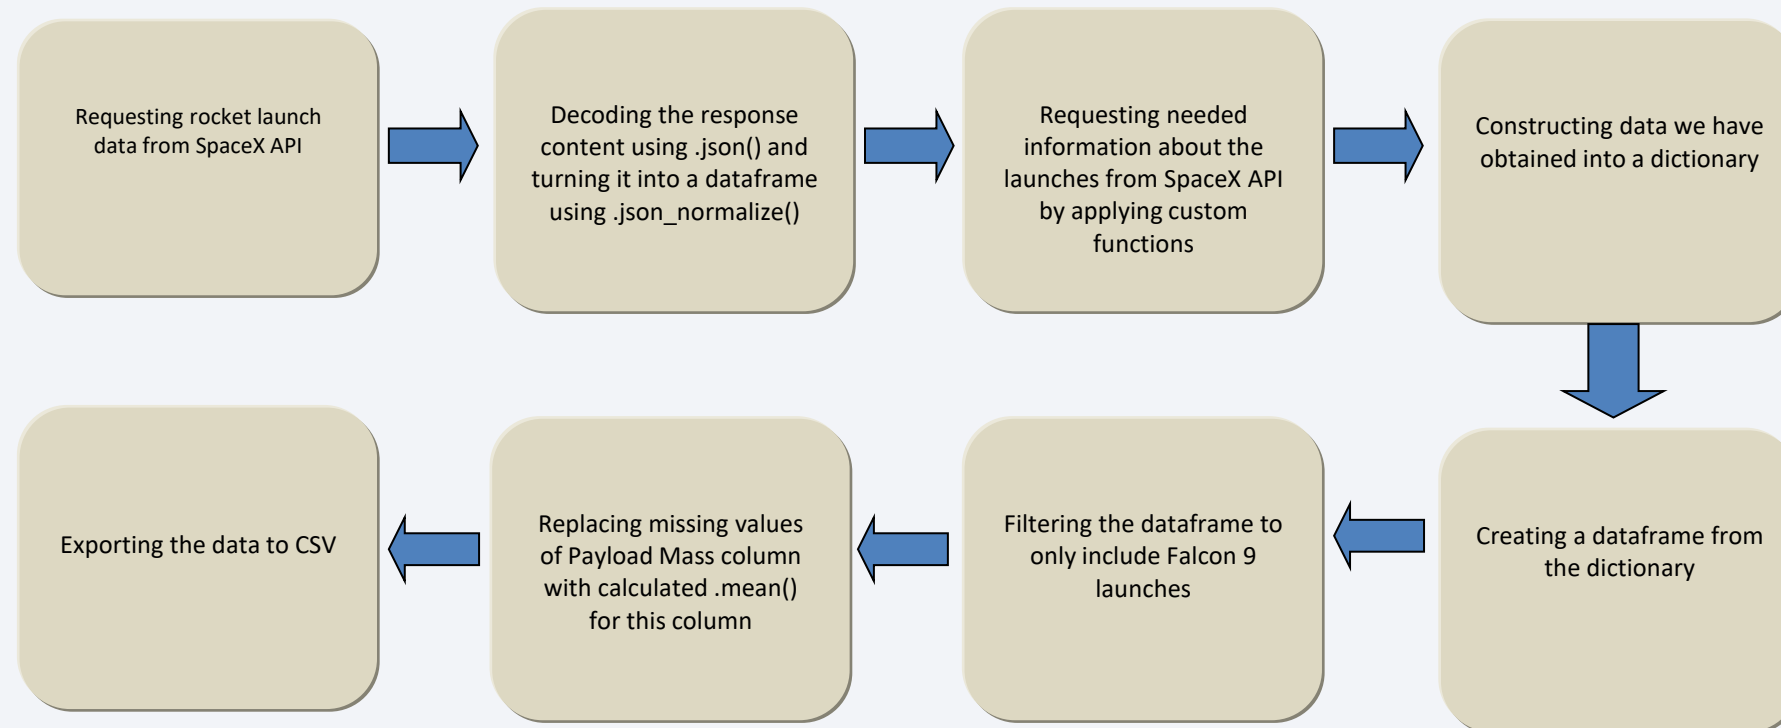 Requesting rocket launch
data from SpaceX API
Decoding the response
content using .json() and
turning it into a dataframe
using .json_normalize()
Requesting needed
information about the
launches from SpaceX API
by applying custom
functions
Constructing data we have
obtained into a dictionary
Creating a dataframe from
the dictionary
Filtering the dataframe to
only include Falcon 9
launches
Replacing missing values
of Payload Mass column
with calculated .mean()
for this column
Exporting the data to CSV